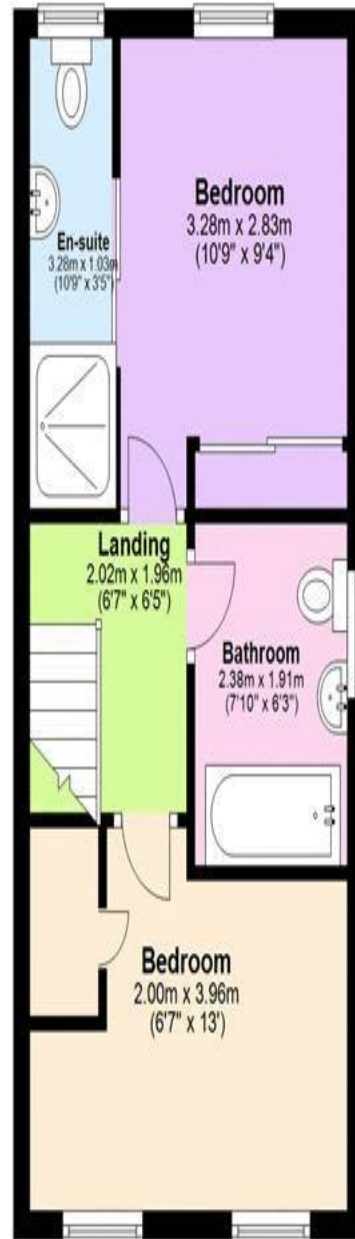 Bedroom
3.28m x 2.83m
(10'9" x 9'4")
En-suite
3.28m x 1.03m
(10'9" x 3'5")
Landing
2.02m x 1.96m
(6'7" x 6'5")
Bathroom
2.38m x 1.91m
(7'10" x 6'3")
Bedroom
2.00m x 3.96m
(6'7" x 13')